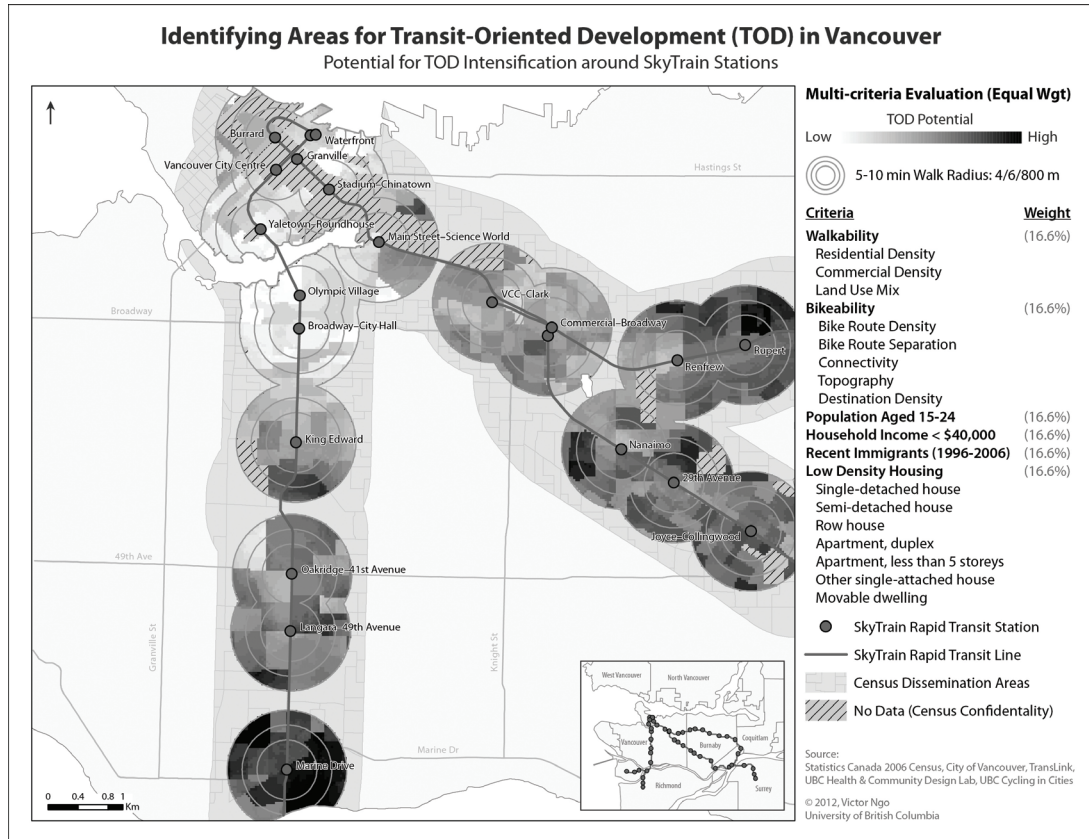 Identifying Areas for Transit-Oriented Development (TOD) in Vancouver
Potential for TOD Intensification around SkyTrain Stations
Burrard
Waterfront
Granville
Vancouver City Centre
Stadium–Chinatown
Yaletown–Roundhouse
Main Street–Science World
Olympic Village
Broadway–City Hall
VCC–Clark
Commercial–Broadway
Renfrew
Rupert
King Edward
Nanaimo
29th Avenue
Joyce–Collingwood
Oakridge–41st Avenue
Langara–49th Avenue
Marine Drive
Hastings St
Broadway
49th Ave
Granville St
Knight St
Marine Dr
0 0.4 0.8 1
Km
West Vancouver
North Vancouver
Vancouver
Burnaby
Coquitlam
Richmond
Surrey
Multi-criteria Evaluation (Equal Wgt)
TOD Potential
Low High
5-10 min Walk Radius: 4/6/800 m
Criteria Weight
Walkability (16.6%)
Residential Density
Commercial Density
Land Use Mix
Bikeability (16.6%)
Bike Route Density
Bike Route Separation
Connectivity
Topography
Destination Density
Population Aged 15-24 (16.6%)
Household Income < $40,000 (16.6%)
Recent Immigrants (1996-2006) (16.6%)
Low Density Housing (16.6%)
Single-detached house
Semi-detached house
Row house
Apartment, duplex
Apartment, less than 5 storeys
Other single-attached house
Movable dwelling
SkyTrain Rapid Transit Station
SkyTrain Rapid Transit Line
Census Dissemination Areas
No Data (Census Confidentality)
Source:
Statistics Canada 2006 Census, City of Vancouver, TransLink,
UBC Health & Community Design Lab, UBC Cycling in Cities
© 2012, Victor Ngo
University of British Columbia